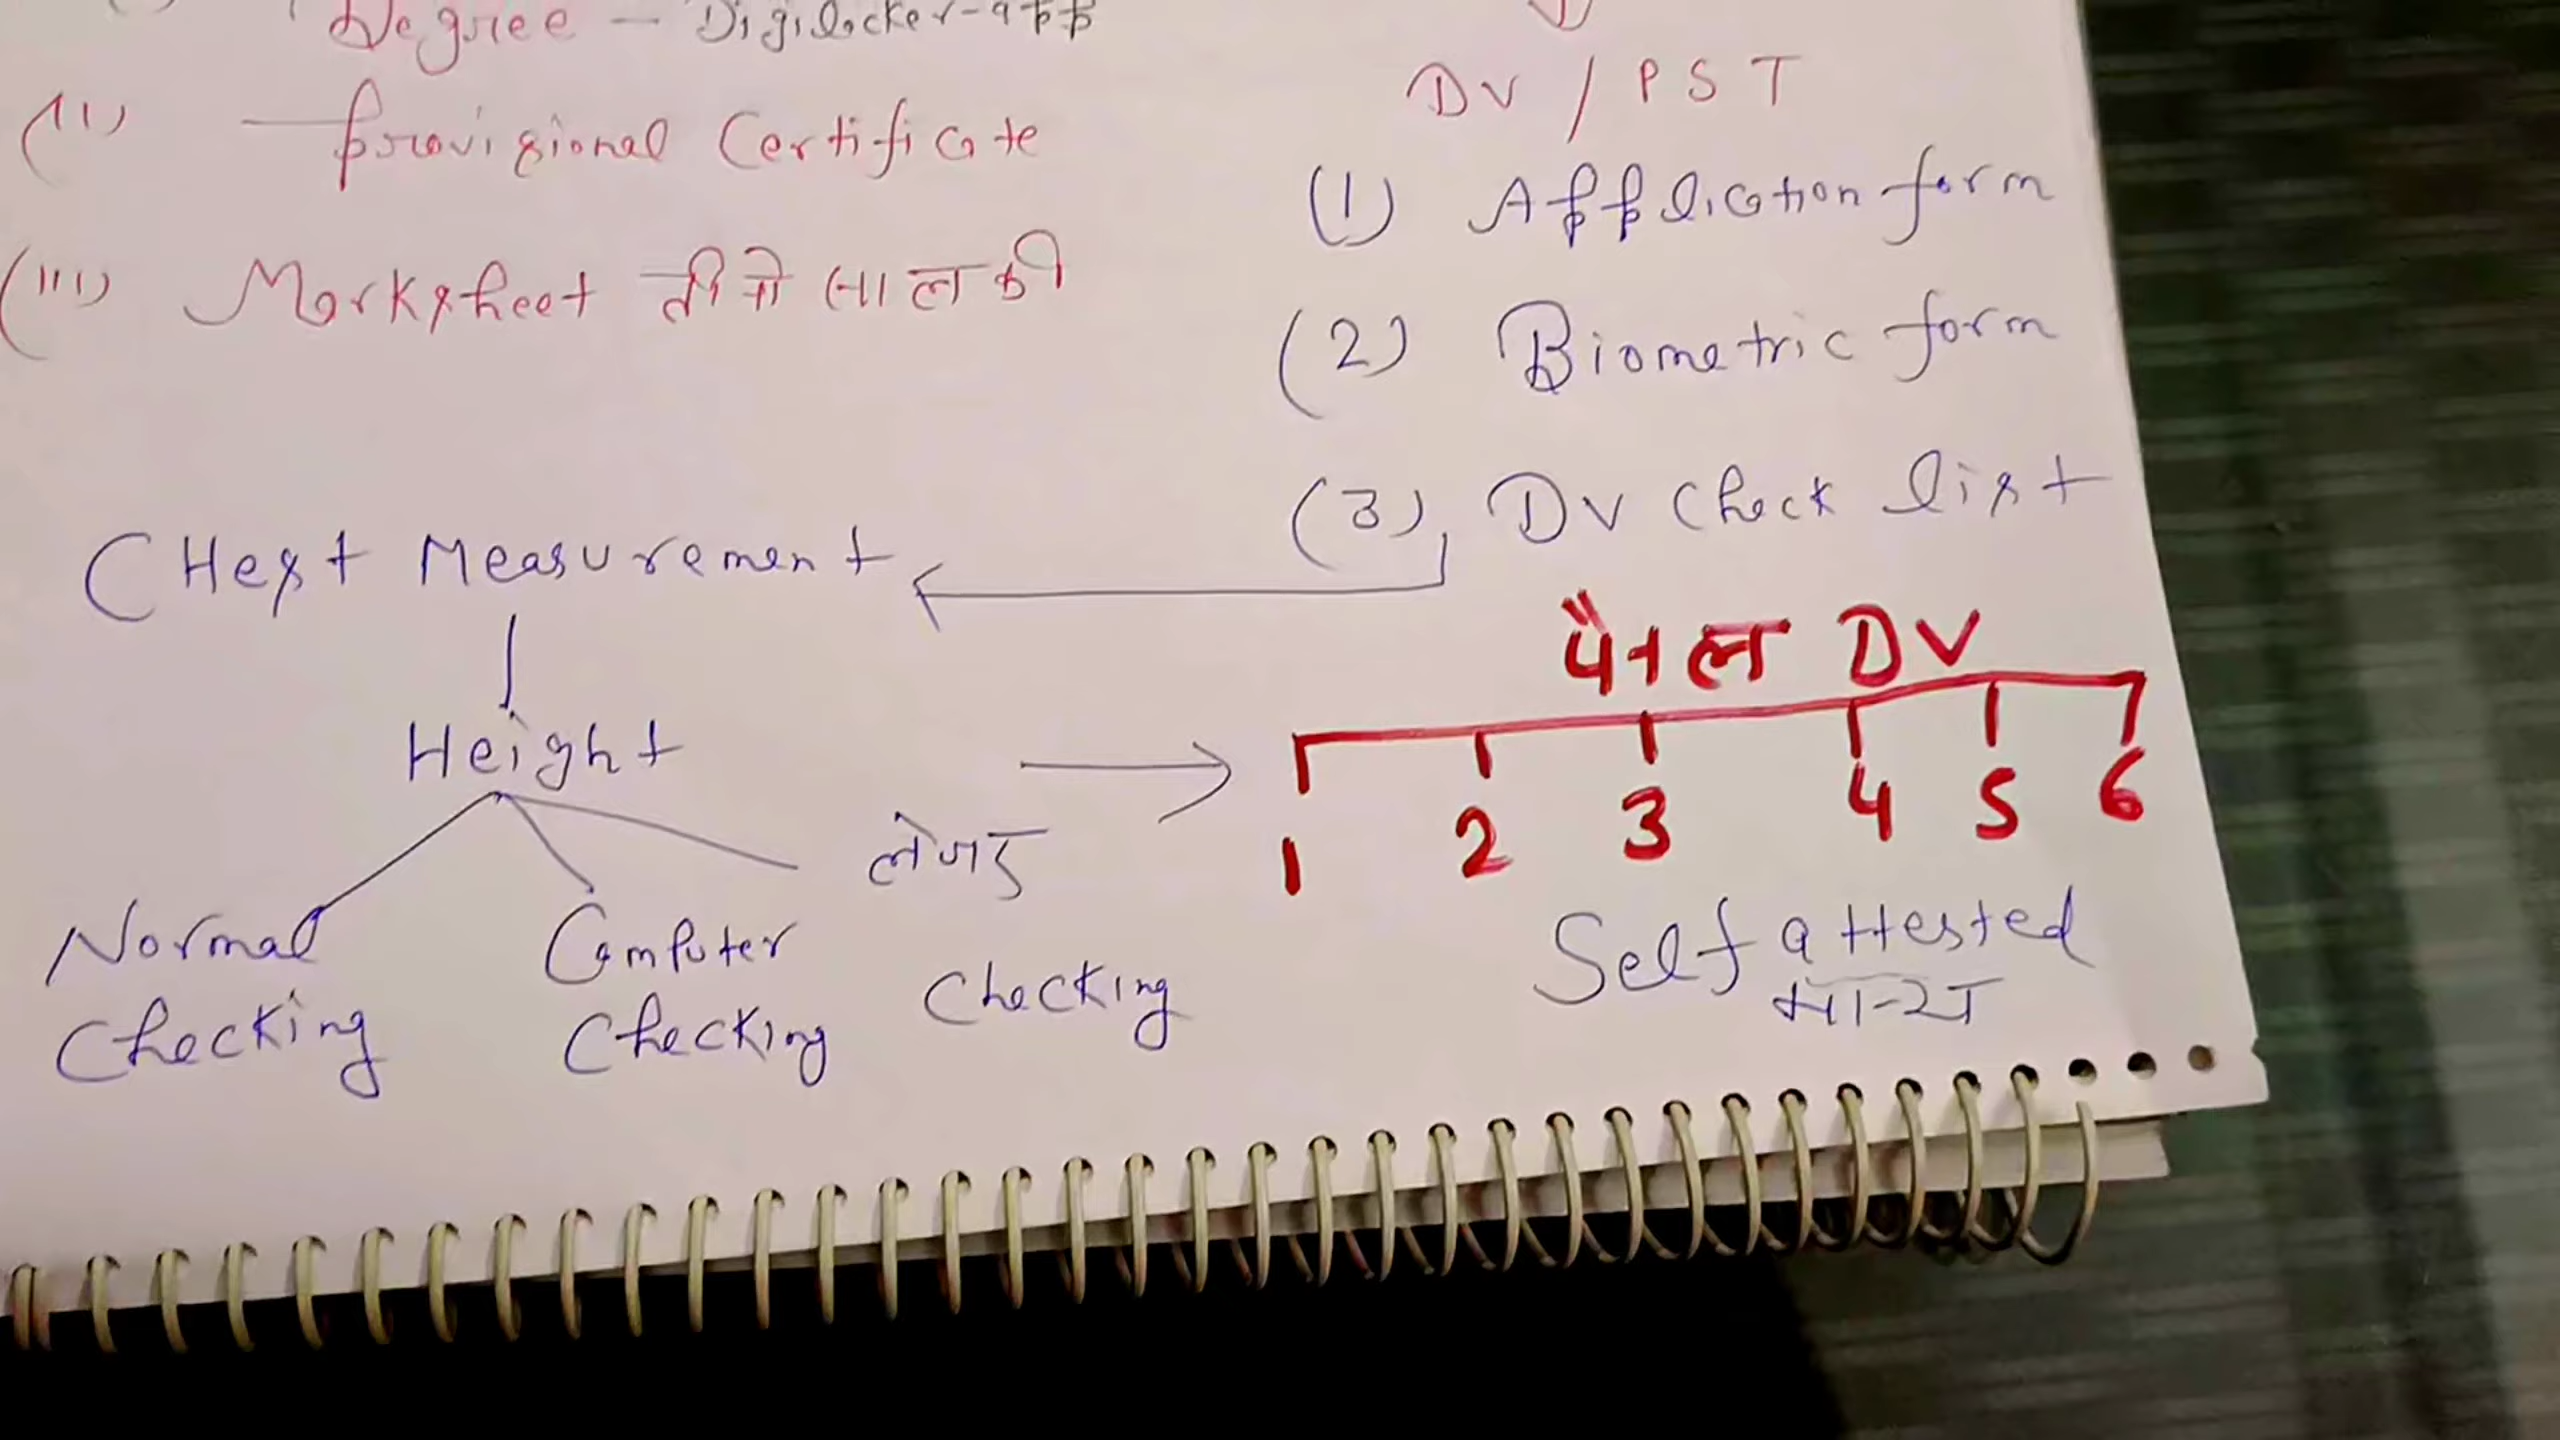 Degree — Digilocker-app
(II) Provisional Certificate
(III) Marksheet तीनो साल की
DV / PST
(1) Application form
(2) Biometric form
(3) DV Check list
CHest Measurement
Height
Normal Checking
Computer Checking
Checking
पैनल DV
1 2 3 4 5 6
Self attested